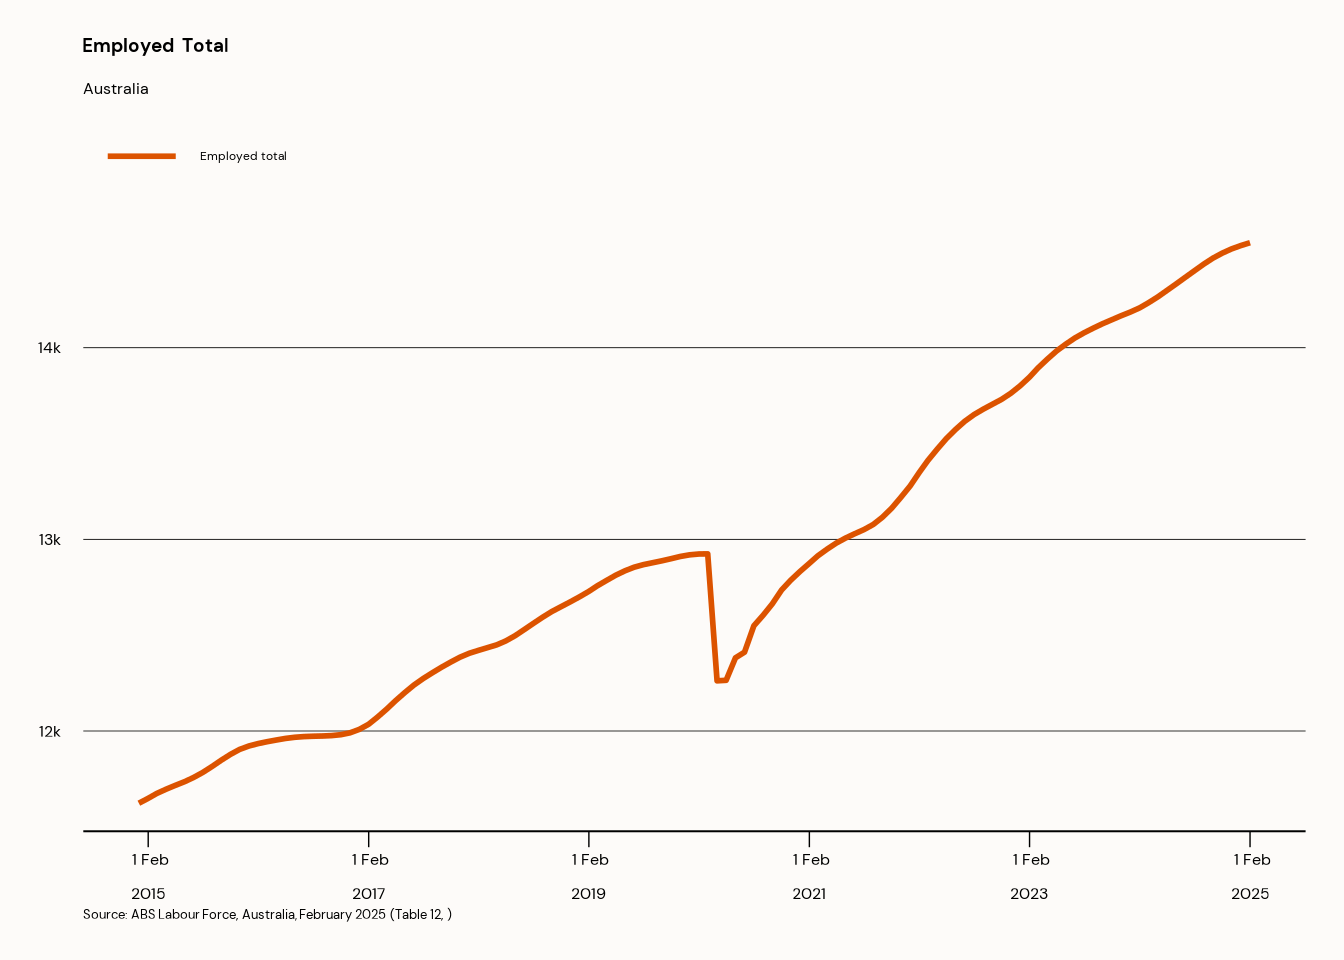 Employed Total
Australia
Employed total
14k
13k
12k
1 Feb 1 Feb 1 Feb 1 Feb 1 Feb 1 Feb
2015 2017 2019 2021 2023 2025
Source: ABS Labour Force, Australia, February 2025 (Table 12, )